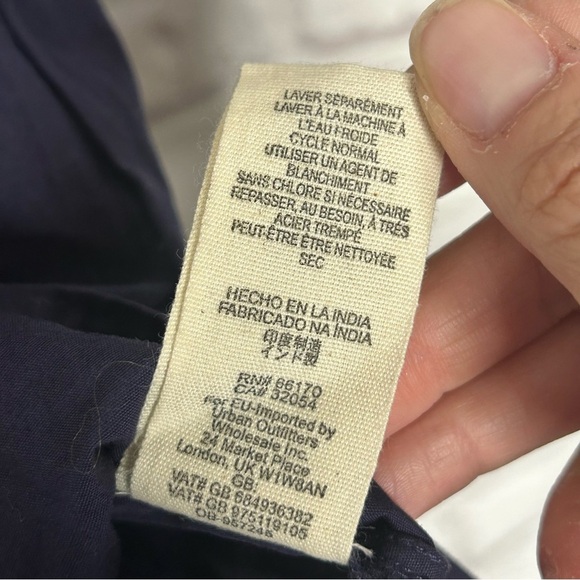 LAVER SÉPARÉMENT
LAVER À LA MACHINE À
L'EAU FROIDE
CYCLE NORMAL
UTILISER UN AGENT DE
BLANCHIMENT
SANS CHLORE SI NÉCESSAIRE
REPASSER, AU BESOIN, À TRÈS
ACIER TREMPÉ
PEUT-ÊTRE ÊTRE NETTOYÉE
SEC
HECHO EN LA INDIA
FABRICADO NA ÍNDIA
印度制造
インド製
RN# 66170
CA# 32054
For EU-Imported by
Urban Outfitters
Wholesale Inc.
24 Market Place
London, UK W1W8AN
GB
VAT# GB 684936382
VAT# GB 975119105